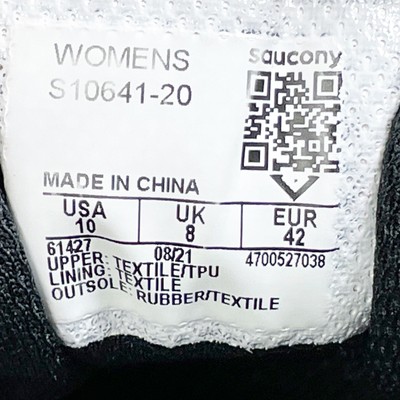 WOMENS saucony
S10641-20
MADE IN CHINA
USA UK EUR
10 8 42
61427 08/21 4700527038
UPPER: TEXTILE/TPU
LINING: TEXTILE
OUTSOLE: RUBBER/TEXTILE